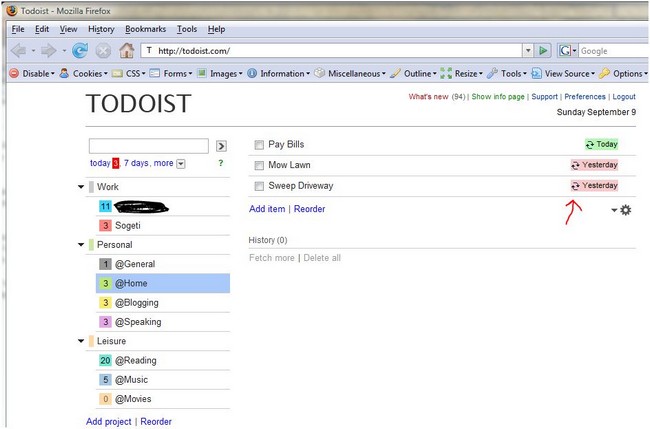 Todoist - Mozilla Firefox
File Edit View History Bookmarks Tools Help
T http://todoist.com/ G Google
Disable Cookies CSS Forms Images Information Miscellaneous Outline Resize Tools View Source Options
TODOIST
What's new (94) | Show info page | Support | Preferences | Logout
Sunday September 9
today 3, 7 days, more ?
Work
11
3 Sogeti
Personal
1 @General
3 @Home
3 @Blogging
3 @Speaking
Leisure
20 @Reading
5 @Music
0 @Movies
Add project | Reorder
Pay Bills Today
Mow Lawn Yesterday
Sweep Driveway Yesterday
Add item | Reorder
History (0)
Fetch more | Delete all